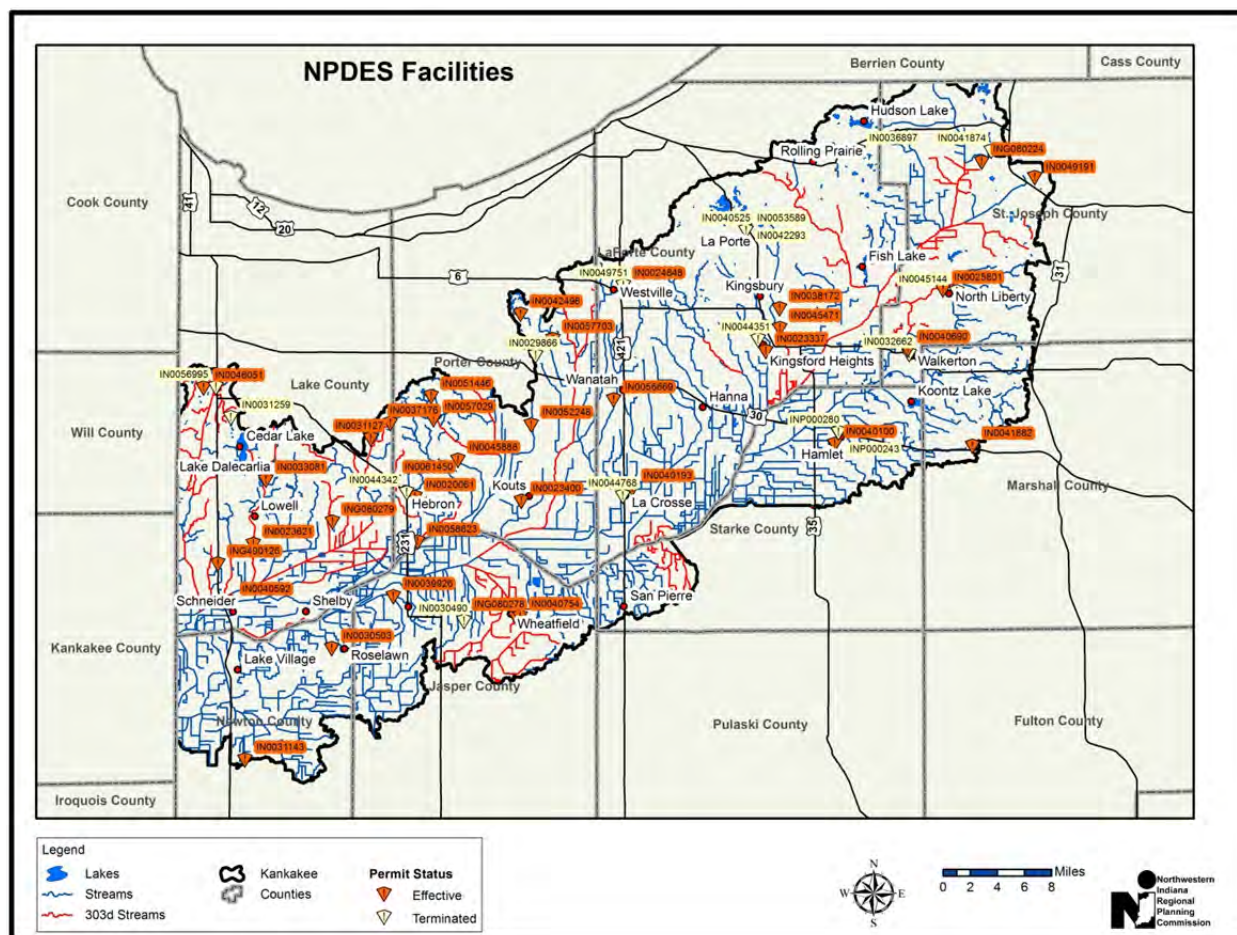 NPDES Facilities
Berrien County
Cass County
Hudson Lake
IN0036897
IN0041874
ING080224
Rolling Prairie
IN0049191
Cook County
41
12
20
St. Joseph County
IN0040525
IN0053589
IN0042293
La Porte
LaPorte County
Fish Lake
6
31
IN0049751
IN0024848
Westville
Kingsbury
IN0045144
IN0025801
North Liberty
IN0042498
IN0038172
IN0045471
IN0057703
IN0029866
421
IN0044351
IN0023337
IN0032662
IN0040690
Porter County
Kingsford Heights
Walkerton
IN0056995
IN0046051
Lake County
Wanatah
IN0051446
IN0056669
Hanna
30
Koontz Lake
IN0031259
IN0037176
IN0057029
IN0052248
INP000280
Will County
Cedar Lake
IN0031127
IN0040100
IN0041882
Hamlet
INP000243
Lake Dalecarlia
IN0033081
IN0045888
IN0061450
IN0044342
IN0020061
Kouts
IN0023400
IN0044768
IN0040193
Marshall County
Hebron
La Crosse
Lowell
ING080279
IN0058623
Starke County
35
IN0023621
231
ING490126
IN0040592
IN0039926
Schneider
Shelby
IN0030490
ING080278
IN0040754
San Pierre
Wheatfield
Kankakee County
IN0030503
Roselawn
Lake Village
Jasper County
Newton County
Pulaski County
Fulton County
IN0031143
Iroquois County
Legend
Lakes
Streams
303d Streams
Kankakee
Counties
Permit Status
Effective
Terminated
N
W
E
S
0 2 4 6 8
Miles
Northwestern
Indiana
Regional
Planning
Commission